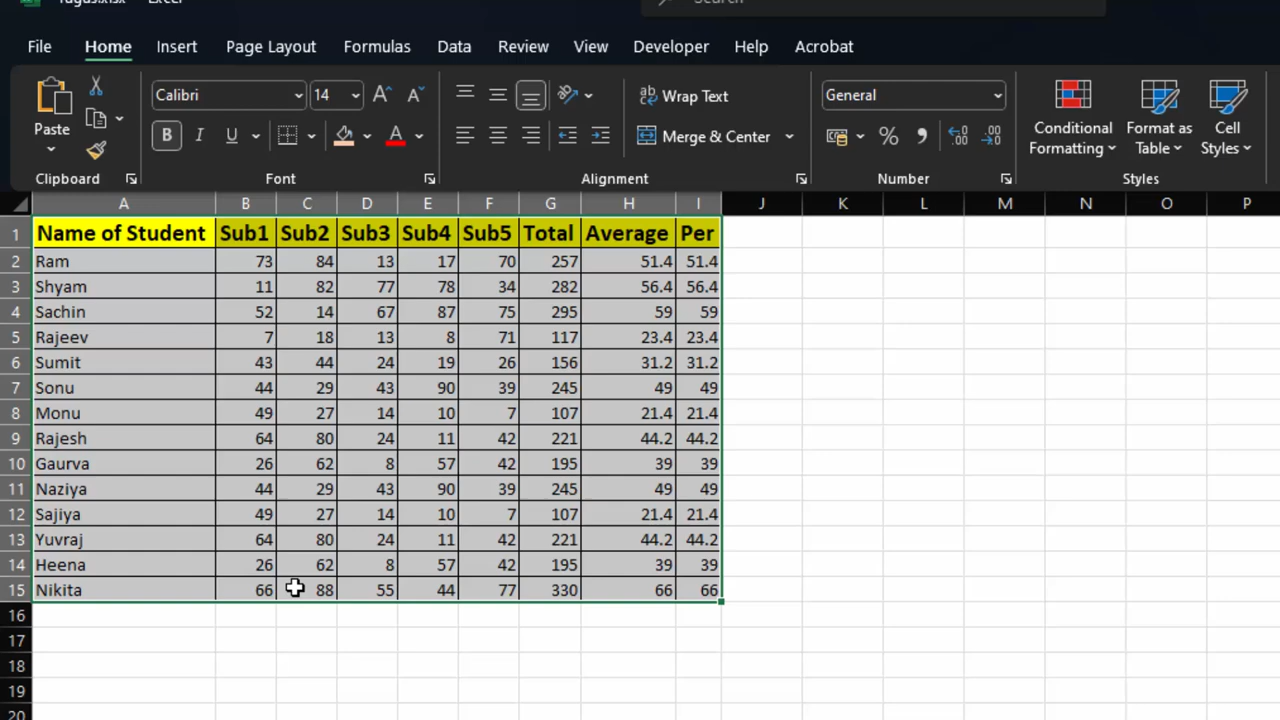 Excel
Search
File Home Insert Page Layout Formulas Data Review View Developer Help Acrobat
Calibri 14 A A Wrap Text General
Paste B I U A Merge & Center % Conditional Formatting Format as Table Cell Styles
Clipboard Font Alignment Number Styles
A B C D E F G H I J K L M N O P
1 Name of Student Sub1 Sub2 Sub3 Sub4 Sub5 Total Average Per
2 Ram 73 84 13 17 70 257 51.4 51.4
3 Shyam 11 82 77 78 34 282 56.4 56.4
4 Sachin 52 14 67 87 75 295 59 59
5 Rajeev 7 18 13 8 71 117 23.4 23.4
6 Sumit 43 44 24 19 26 156 31.2 31.2
7 Sonu 44 29 43 90 39 245 49 49
8 Monu 49 27 14 10 7 107 21.4 21.4
9 Rajesh 64 80 24 11 42 221 44.2 44.2
10 Gaurva 26 62 8 57 42 195 39 39
11 Naziya 44 29 43 90 39 245 49 49
12 Sajiya 49 27 14 10 7 107 21.4 21.4
13 Yuvraj 64 80 24 11 42 221 44.2 44.2
14 Heena 26 62 8 57 42 195 39 39
15 Nikita 66 88 55 44 77 330 66 66
16
17
18
19
20